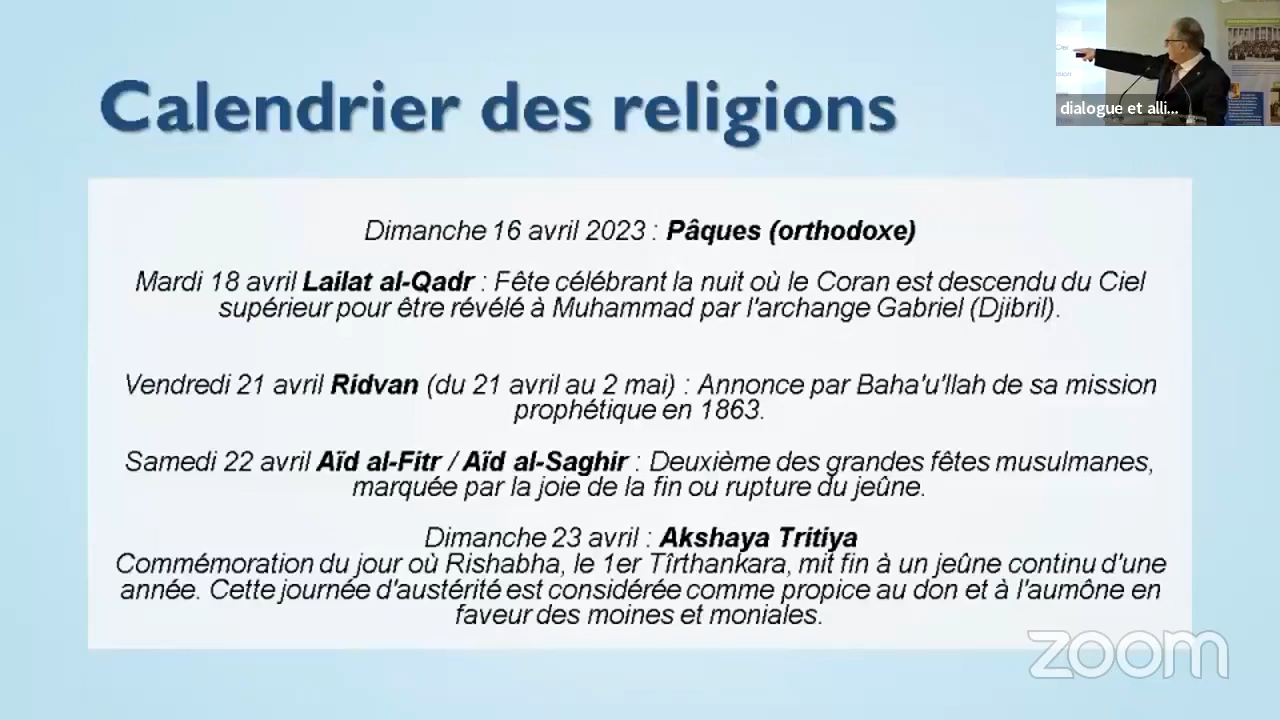 Calendrier des religions
dialogue et alli...
Dimanche 16 avril 2023 : Pâques (orthodoxe)
Mardi 18 avril Lailat al-Qadr : Fête célébrant la nuit où le Coran est descendu du Ciel
supérieur pour être révélé à Muhammad par l'archange Gabriel (Djibril).
Vendredi 21 avril Ridvan (du 21 avril au 2 mai) : Annonce par Baha'u'llah de sa mission
prophétique en 1863.
Samedi 22 avril Aïd al-Fitr / Aïd al-Saghir : Deuxième des grandes fêtes musulmanes,
marquée par la joie de la fin ou rupture du jeûne.
Dimanche 23 avril : Akshaya Tritiya
Commémoration du jour où Rishabha, le 1er Tîrthankara, mit fin à un jeûne continu d'une
année. Cette journée d'austérité est considérée comme propice au don et à l'aumône en
faveur des moines et moniales.
zoom